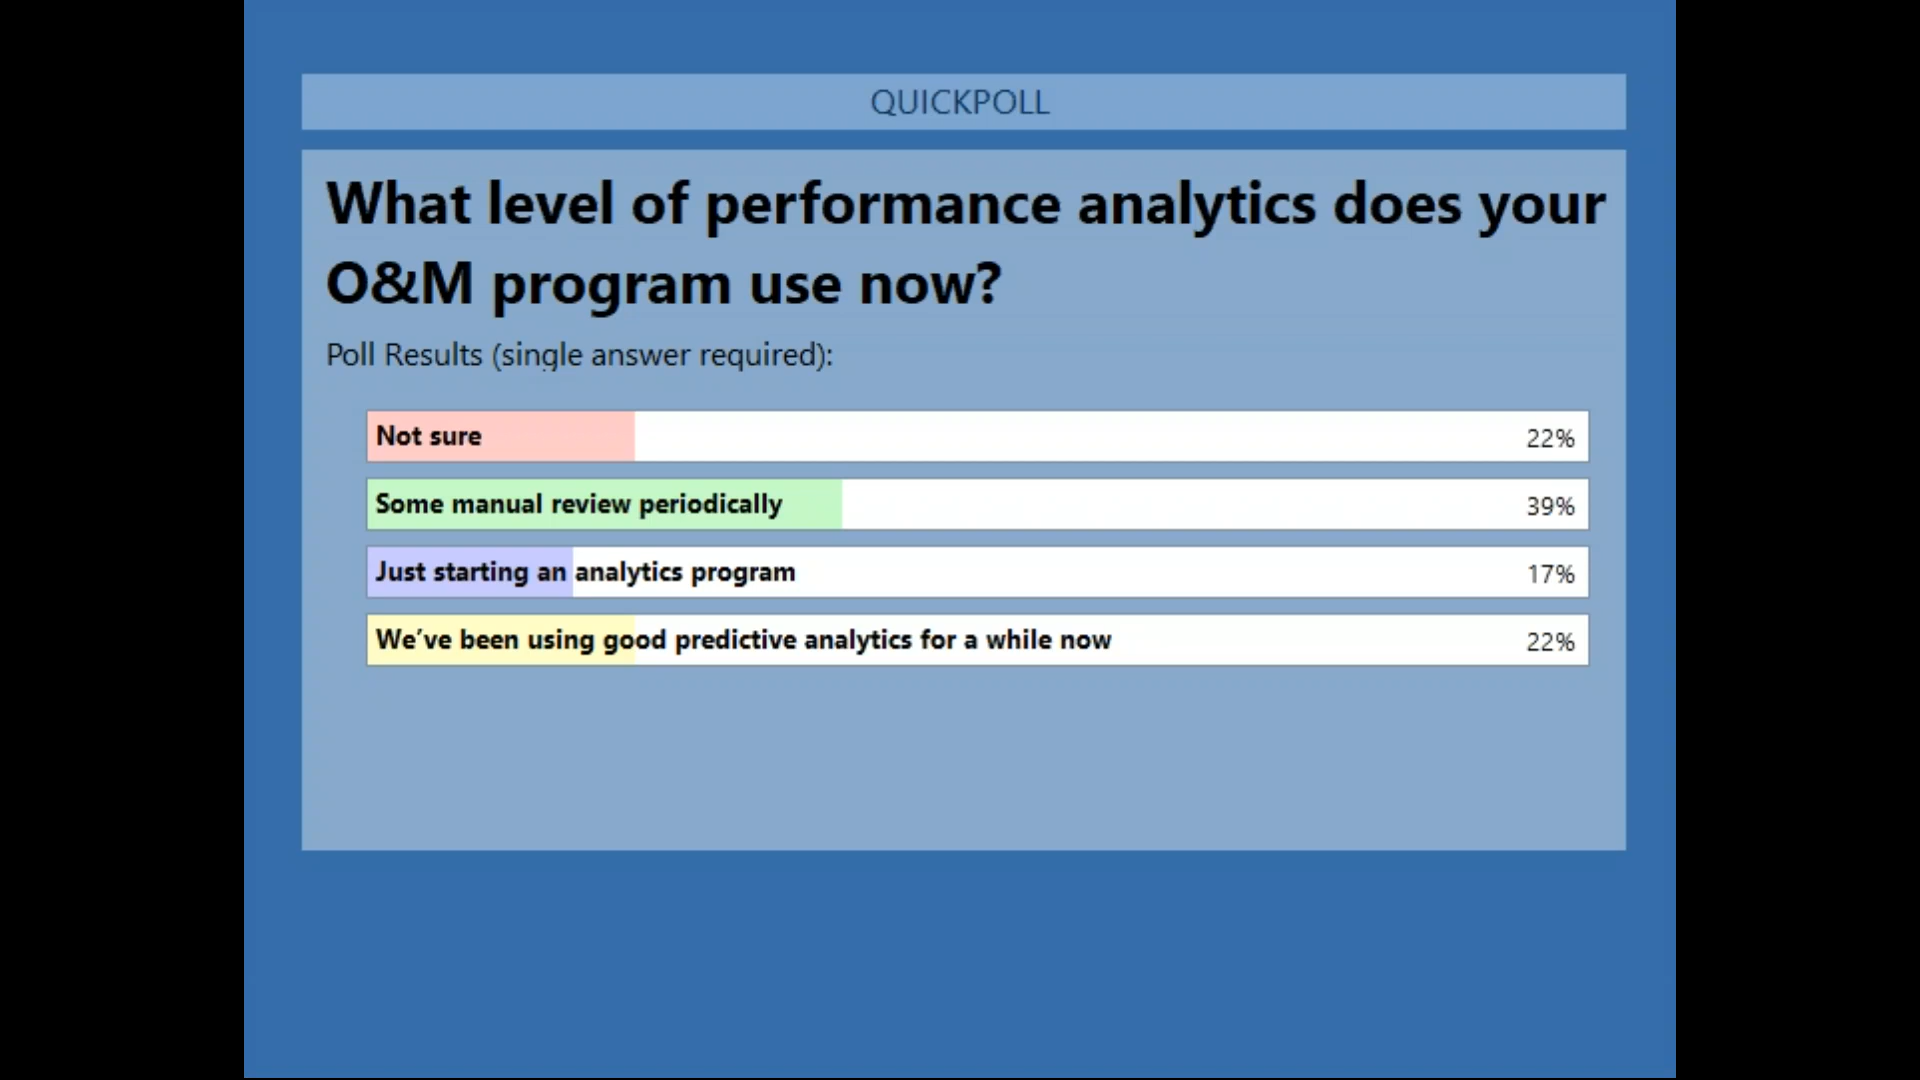 QUICKPOLL
What level of performance analytics does your
O&M program use now?
Poll Results (single answer required):
Not sure 22%
Some manual review periodically 39%
Just starting an analytics program 17%
We’ve been using good predictive analytics for a while now 22%